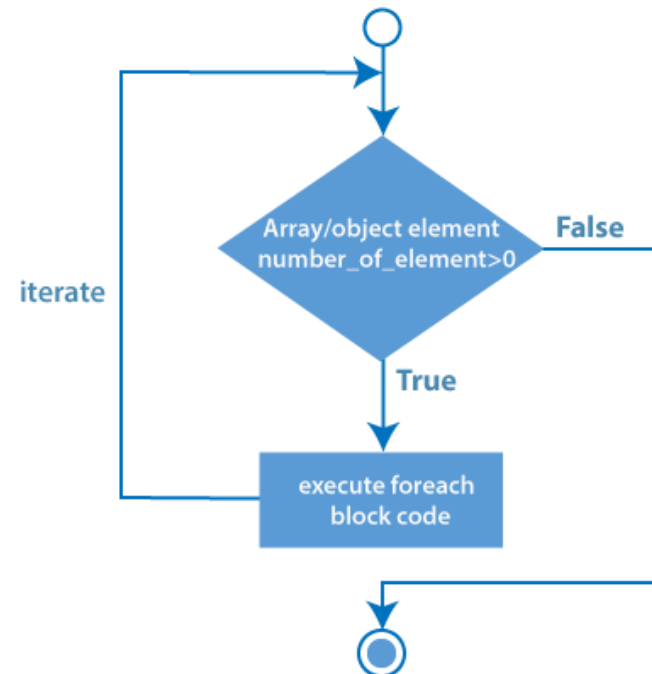 Array/object element
number_of_element>0
False
iterate
True
execute foreach
block code